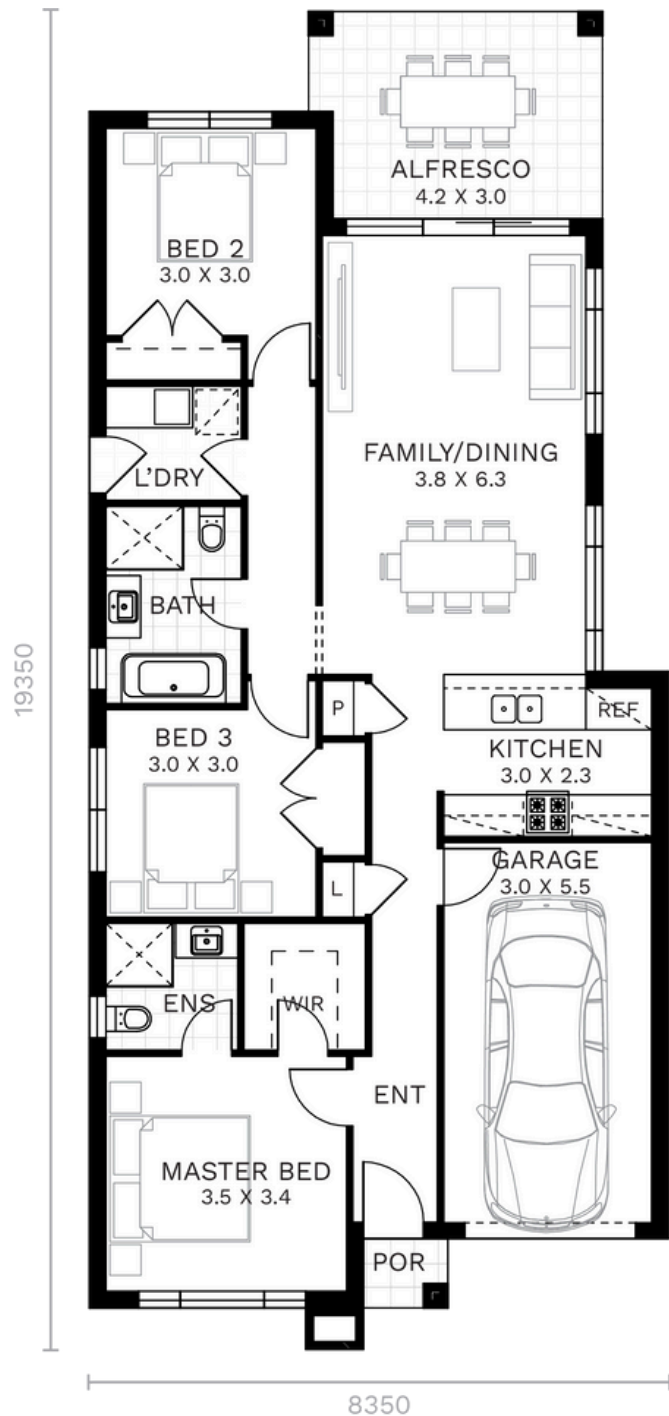 ALFRESCO
4.2 X 3.0
BED 2
3.0 X 3.0
FAMILY/DINING
3.8 X 6.3
L'DRY
BATH
19350
P
REF
BED 3
3.0 X 3.0
KITCHEN
3.0 X 2.3
GARAGE
3.0 X 5.5
L
ENS
WIR
ENT
MASTER BED
3.5 X 3.4
POR
8350